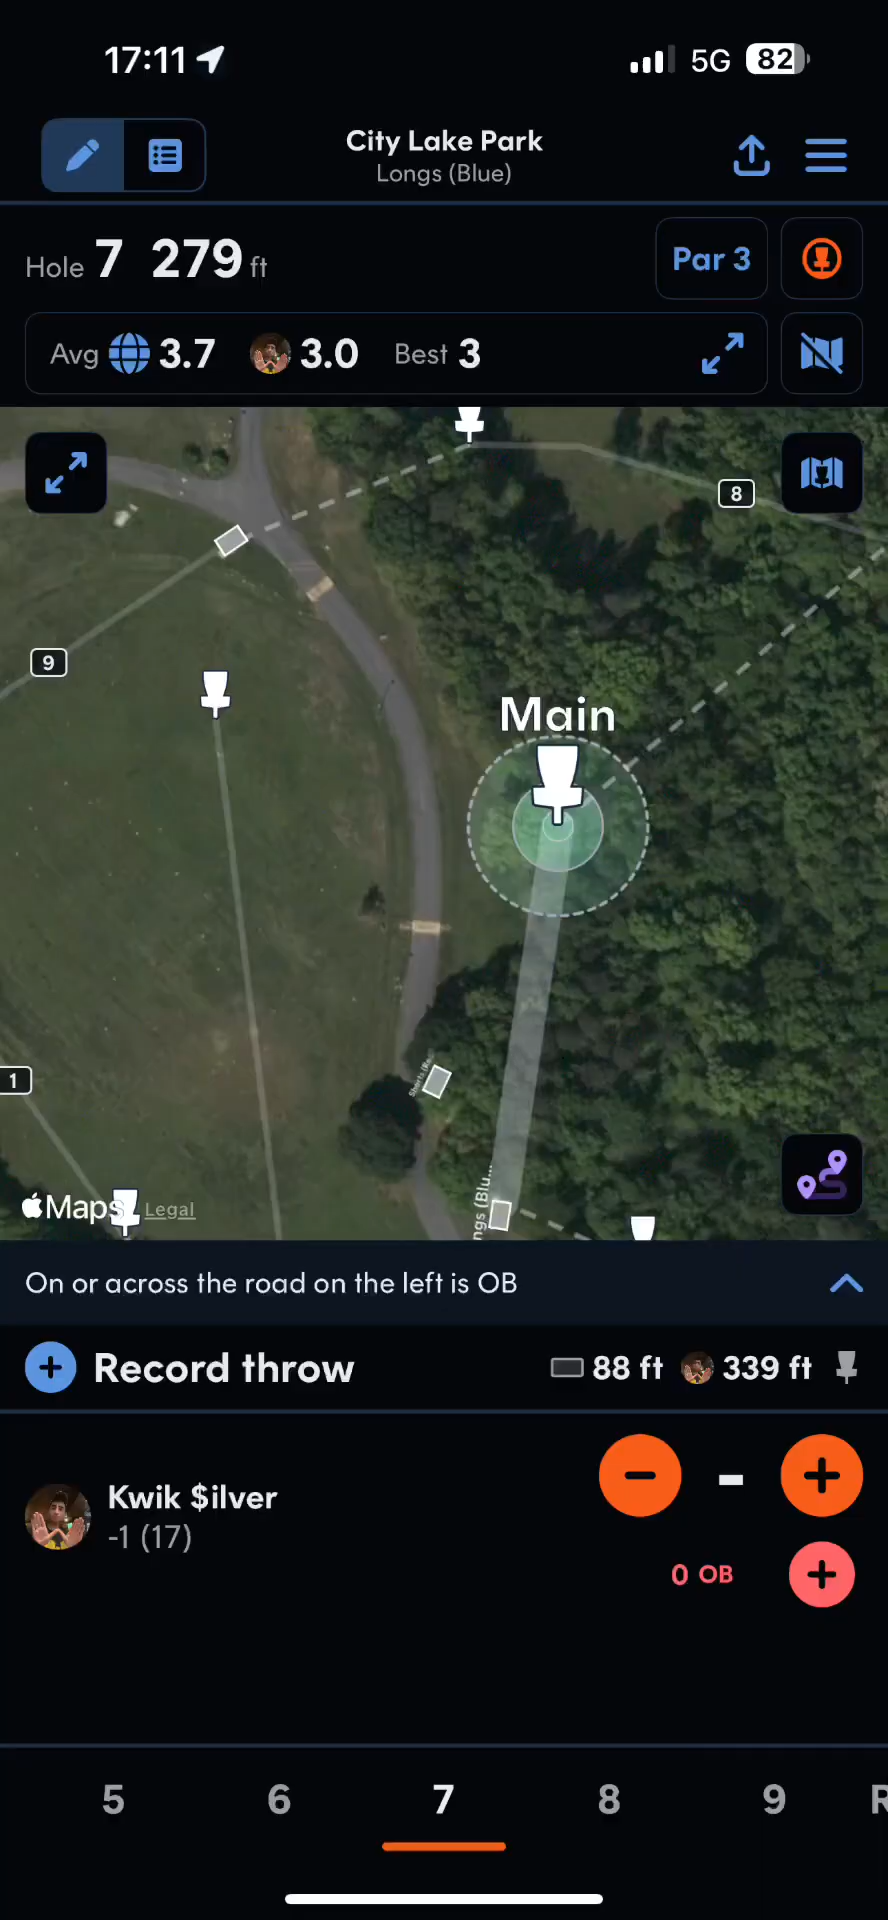 17:11
5G 82
City Lake Park
Longs (Blue)
Hole 7 279 ft
Par 3
Avg 3.7 3.0 Best 3
8
9
Main
1
ngs (Blu...
Maps Legal
On or across the road on the left is OB
Record throw 88 ft 339 ft
Kwik $ilver
-1 (17)
-
0 OB
5 6 7 8 9 R